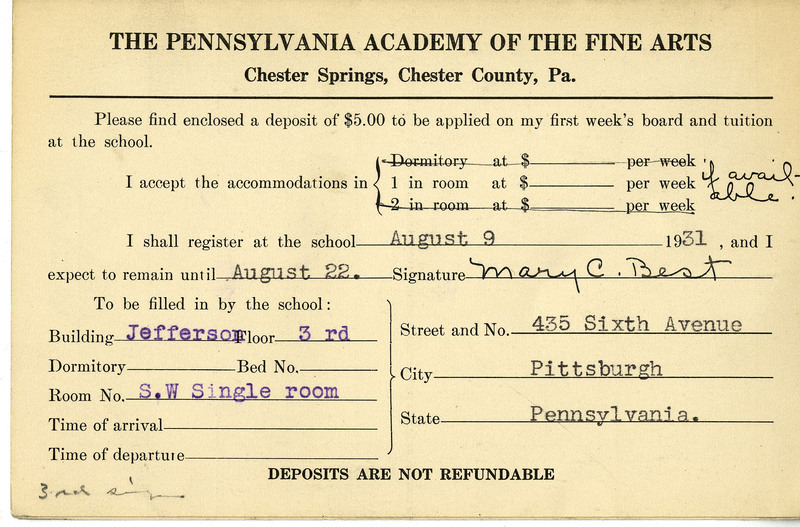 THE PENNSYLVANIA ACADEMY OF THE FINE ARTS
Chester Springs, Chester County, Pa.
Please find enclosed a deposit of $5.00 to be applied on my first week's board and tuition
at the school.
Dormitory at $ per week
I accept the accommodations in 1 in room at $ per week if avail-
2 in room at $ per week able.
I shall register at the school August 9 1931 , and I
expect to remain until August 22. Signature Mary C. Best
To be filled in by the school:
Building Jefferson Floor 3 rd
Dormitory Bed No.
Room No. S.W Single room
Time of arrival
Time of departure
Street and No. 435 Sixth Avenue
City Pittsburgh
State Pennsylvania.
DEPOSITS ARE NOT REFUNDABLE
3rd